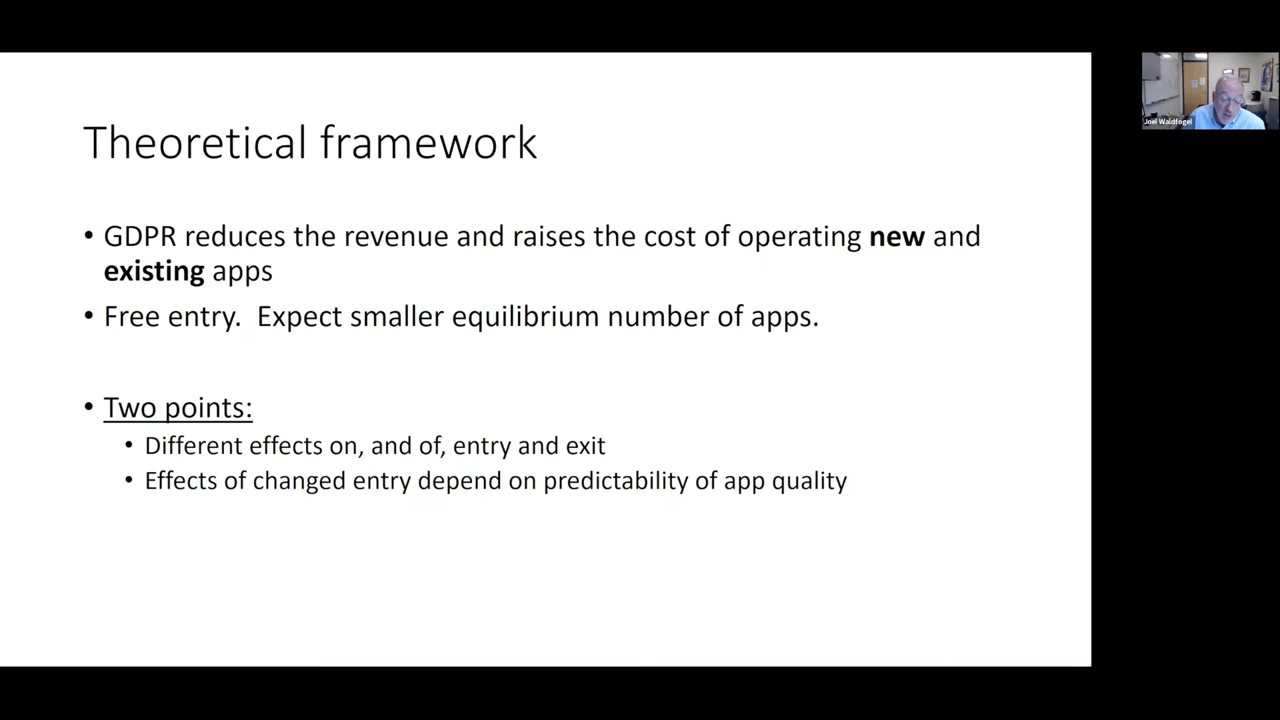 Theoretical framework
• GDPR reduces the revenue and raises the cost of operating new and
existing apps
• Free entry.  Expect smaller equilibrium number of apps.
• Two points:
• Different effects on, and of, entry and exit
• Effects of changed entry depend on predictability of app quality
Joel Waldfogel